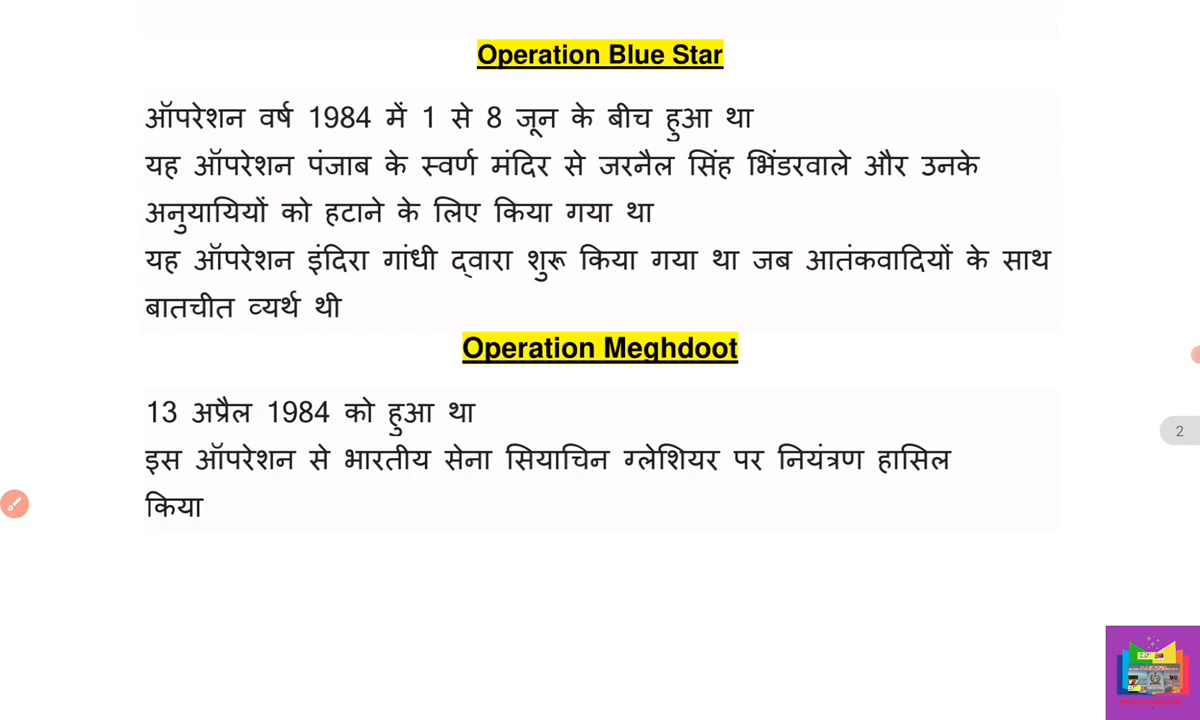 Operation Blue Star
ऑपरेशन वर्ष 1984 में 1 से 8 जून के बीच हुआ था
यह ऑपरेशन पंजाब के स्वर्ण मंदिर से जरनैल सिंह भिंडरवाले और उनके
अनुयायियों को हटाने के लिए किया गया था
यह ऑपरेशन इंदिरा गांधी द्वारा शुरू किया गया था जब आतंकवादियों के साथ
बातचीत व्यर्थ थी
Operation Meghdoot
13 अप्रैल 1984 को हुआ था
इस ऑपरेशन से भारतीय सेना सियाचिन ग्लेशियर पर नियंत्रण हासिल
किया
2